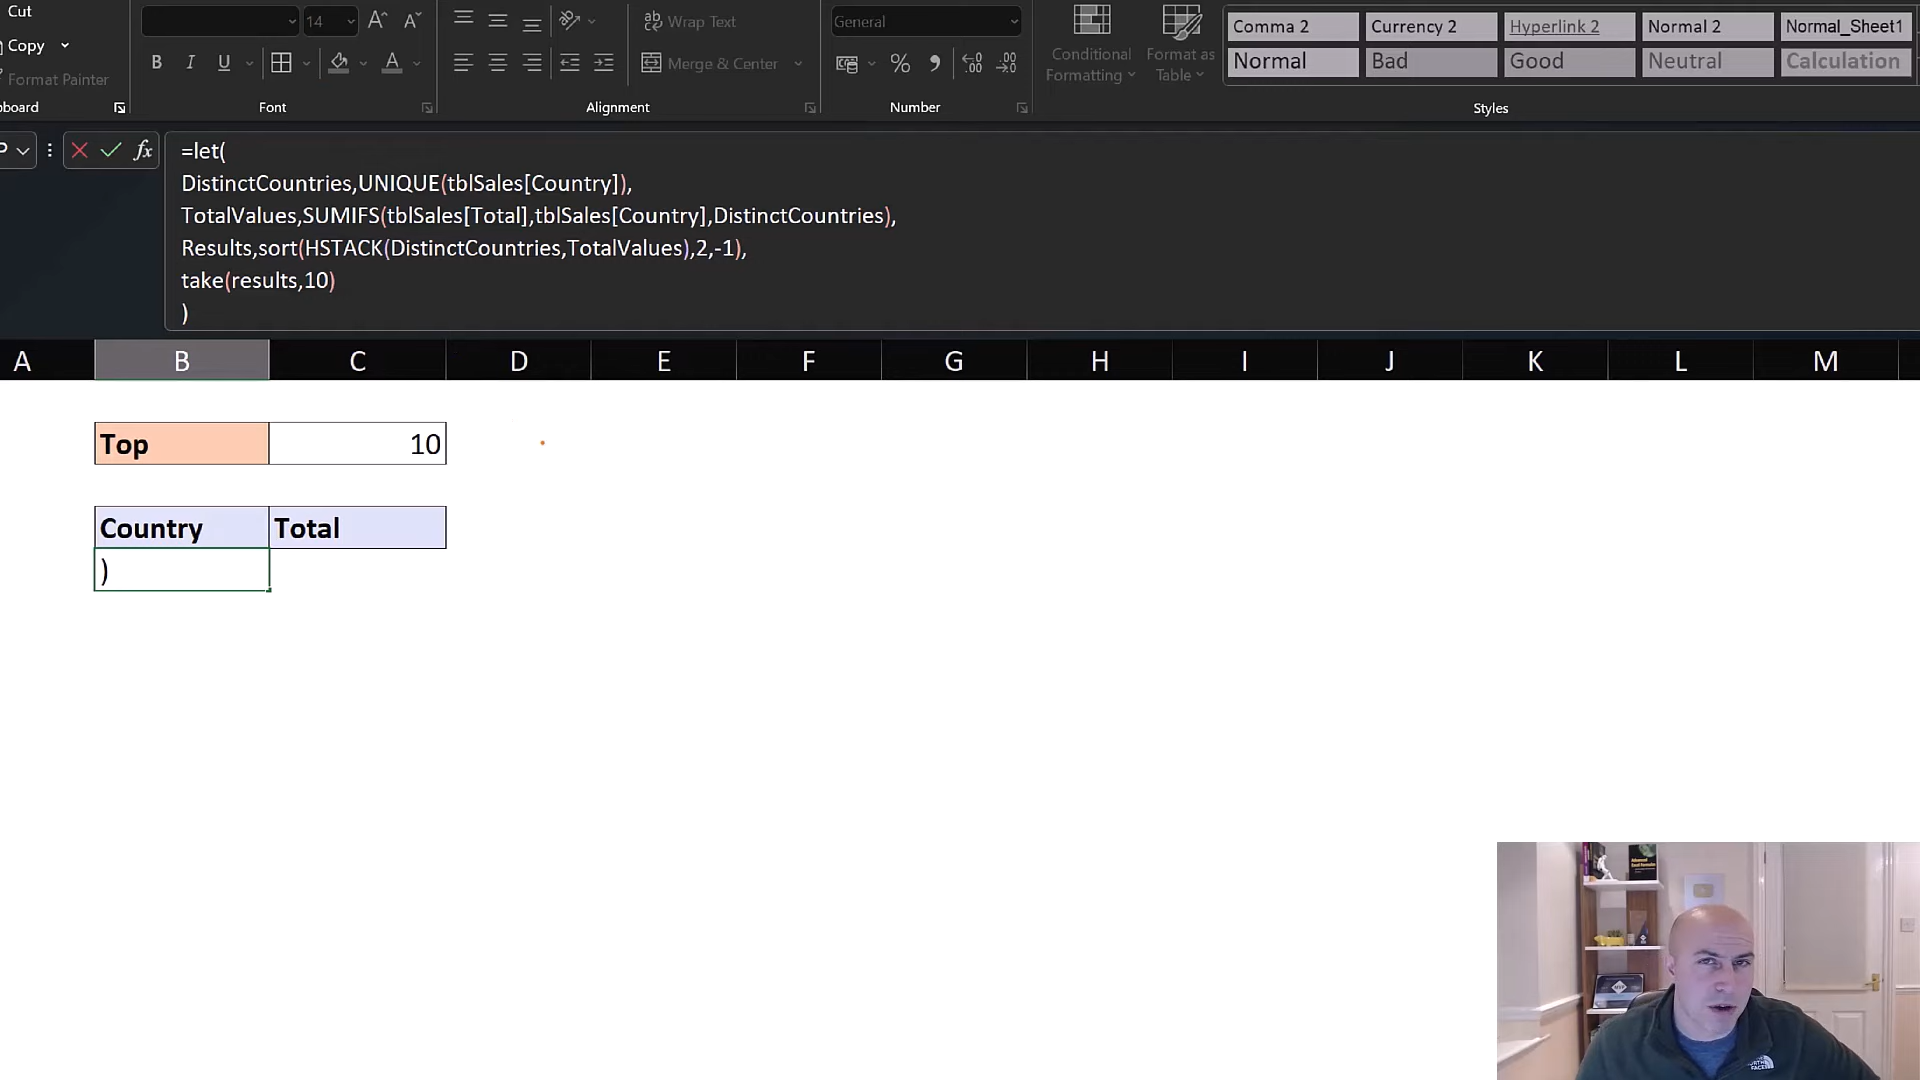 Cut
Copy
Format Painter
pboard
14
A A
B I U A
Font
ab Wrap Text
Merge & Center
Alignment
General
% 9
Number
Conditional
Formatting
Format as
Table
Comma 2 Currency 2 Hyperlink 2 Normal 2 Normal_Sheet1
Normal Bad Good Neutral Calculation
Styles
fx
=let(
DistinctCountries,UNIQUE(tblSales[Country]),
TotalValues,SUMIFS(tblSales[Total],tblSales[Country],DistinctCountries),
Results,sort(HSTACK(DistinctCountries,TotalValues),2,-1),
take(results,10)
)
A B C D E F G H I J K L M
Top 10
Country Total
)